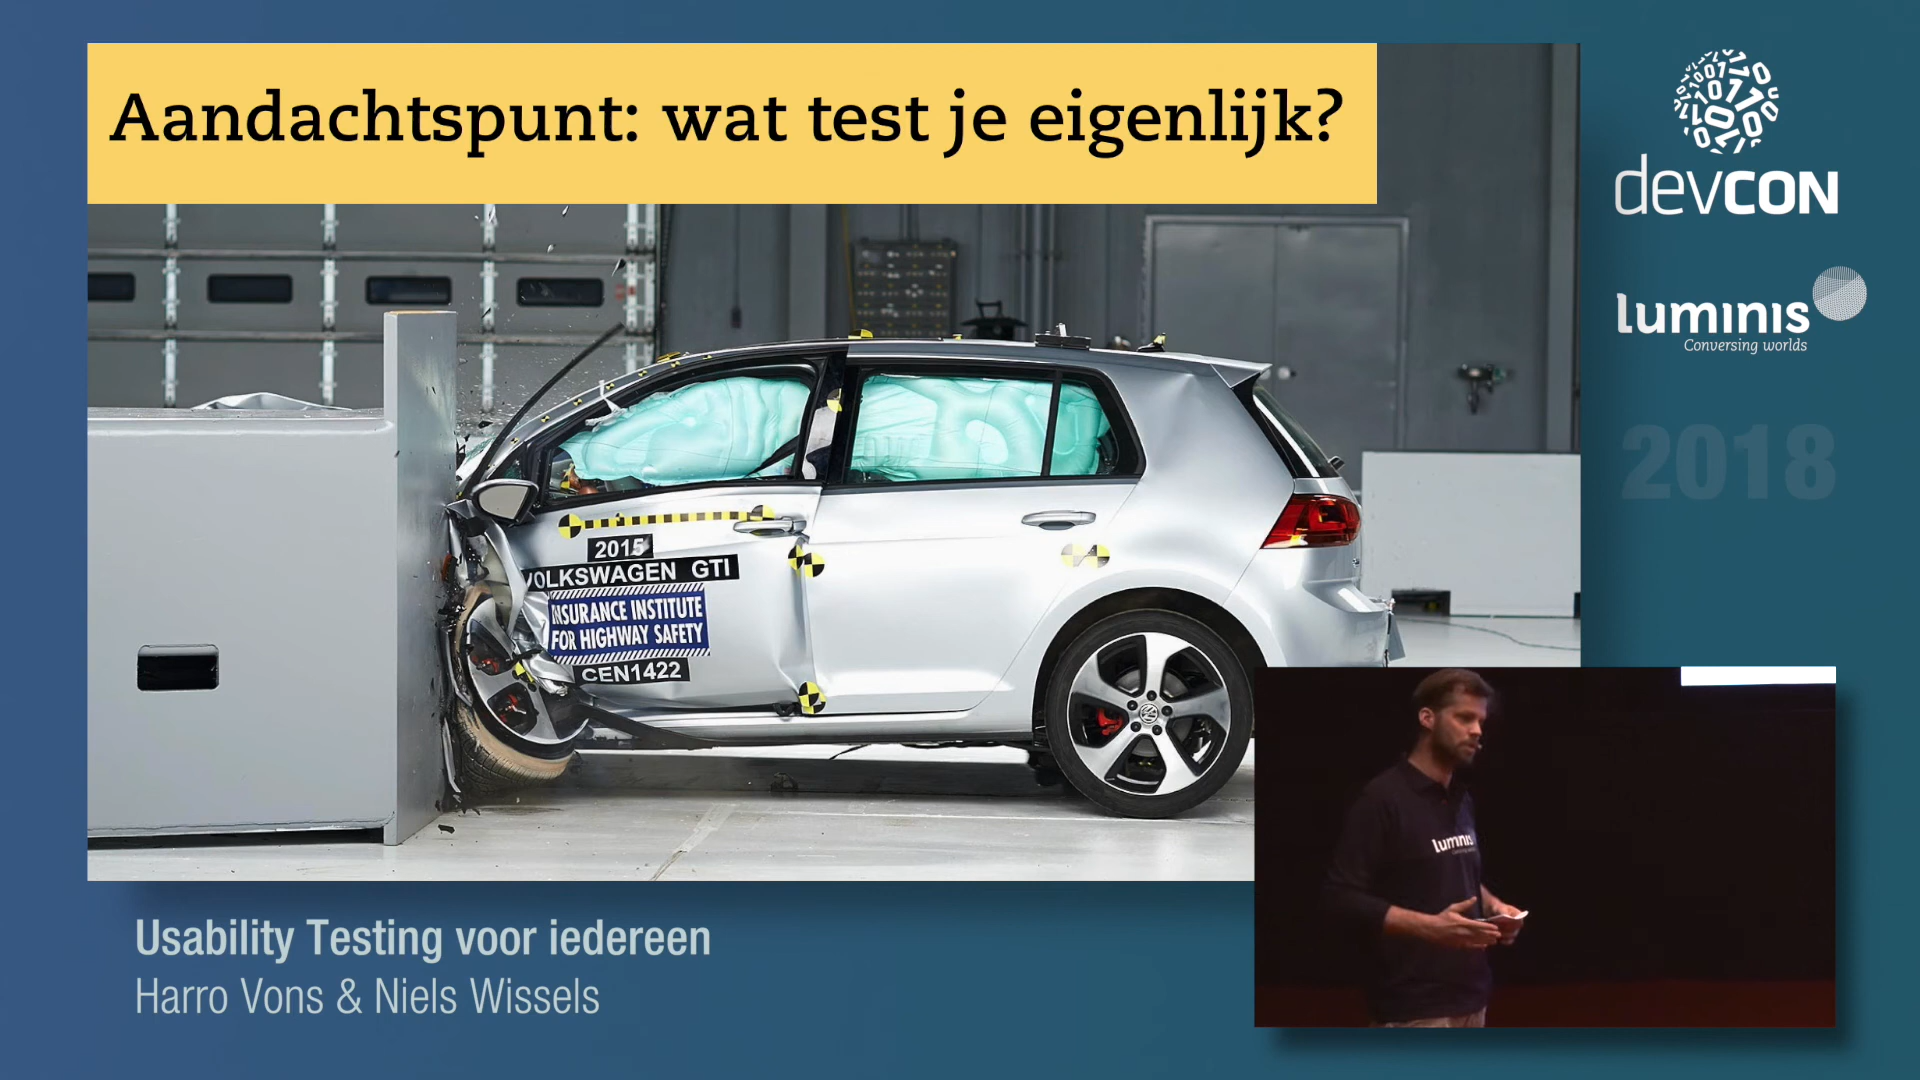 Aandachtspunt: wat test je eigenlijk?
devCON
luminis
Conversing worlds
2018
2015
VOLKSWAGEN GTI
INSURANCE INSTITUTE
FOR HIGHWAY SAFETY
CEN1422
luminis
Usability Testing voor iedereen
Harro Vons & Niels Wissels